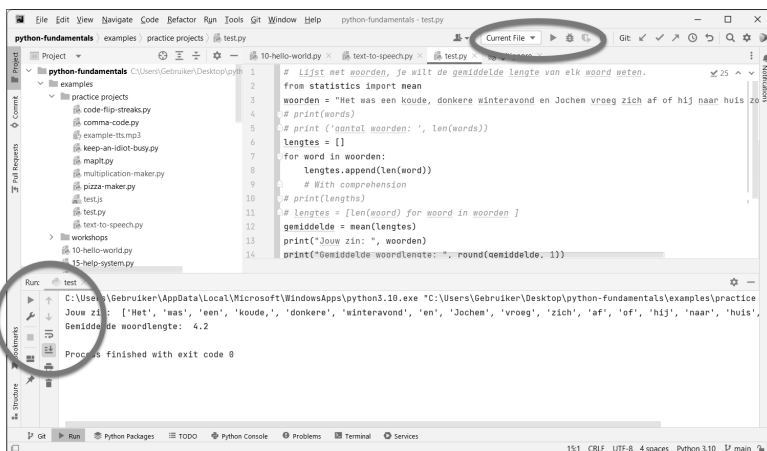 File Edit View Navigate Code Refactor Run Tools Git Window Help python-fundamentals - test.py
python-fundamentals examples practice projects test.py Current File Git:
Project 10-hello-world.py text-to-speech.py test.py
python-fundamentals C:\Users\Gebruiker\Desktop\pyth
examples
practice projects
code-flip-streaks.py
comma-code.py
example-tts.mp3
keep-an-idiot-busy.py
mapIt.py
multiplication-maker.py
pizza-maker.py
test.js
test.py
text-to-speech.py
workshops
10-hello-world.py
15-help-system.py
1 # Lijst met woorden, je wilt de gemiddelde lengte van elk woord weten. 25
2 from statistics import mean
3 woorden = "Het was een koude, donkere winteravond en Jochem vroeg zich af of hij naar huis zo
4 # print(words)
5 # print ('aantal woorden: ', len(words))
6 lengtes = []
7 for word in woorden:
8 lengtes.append(len(word))
9 # With comprehension
10 # print(lengths)
11 # lengtes = [len(woord) for woord in woorden ]
12 gemiddelde = mean(lengtes)
13 print("Jouw zin: ", woorden)
14 print("Gemiddelde woordlengte: ", round(gemiddelde, 1))
Project
Commit
Pull Requests
Bookmarks
Structure
Notifications
Run: test
C:\Users\Gebruiker\AppData\Local\Microsoft\WindowsApps\python3.10.exe "C:\Users\Gebruiker\Desktop\python-fundamentals\examples\practice
Jouw zin: ['Het', 'was', 'een', 'koude,', 'donkere', 'winteravond', 'en', 'Jochem', 'vroeg', 'zich', 'af', 'of', 'hij', 'naar', 'huis',
Gemiddelde woordlengte: 4.2
Process finished with exit code 0
Git Run Python Packages TODO Python Console Problems Terminal Services
15:1 CRLF UTF-8 4 spaces Python 3.10 main